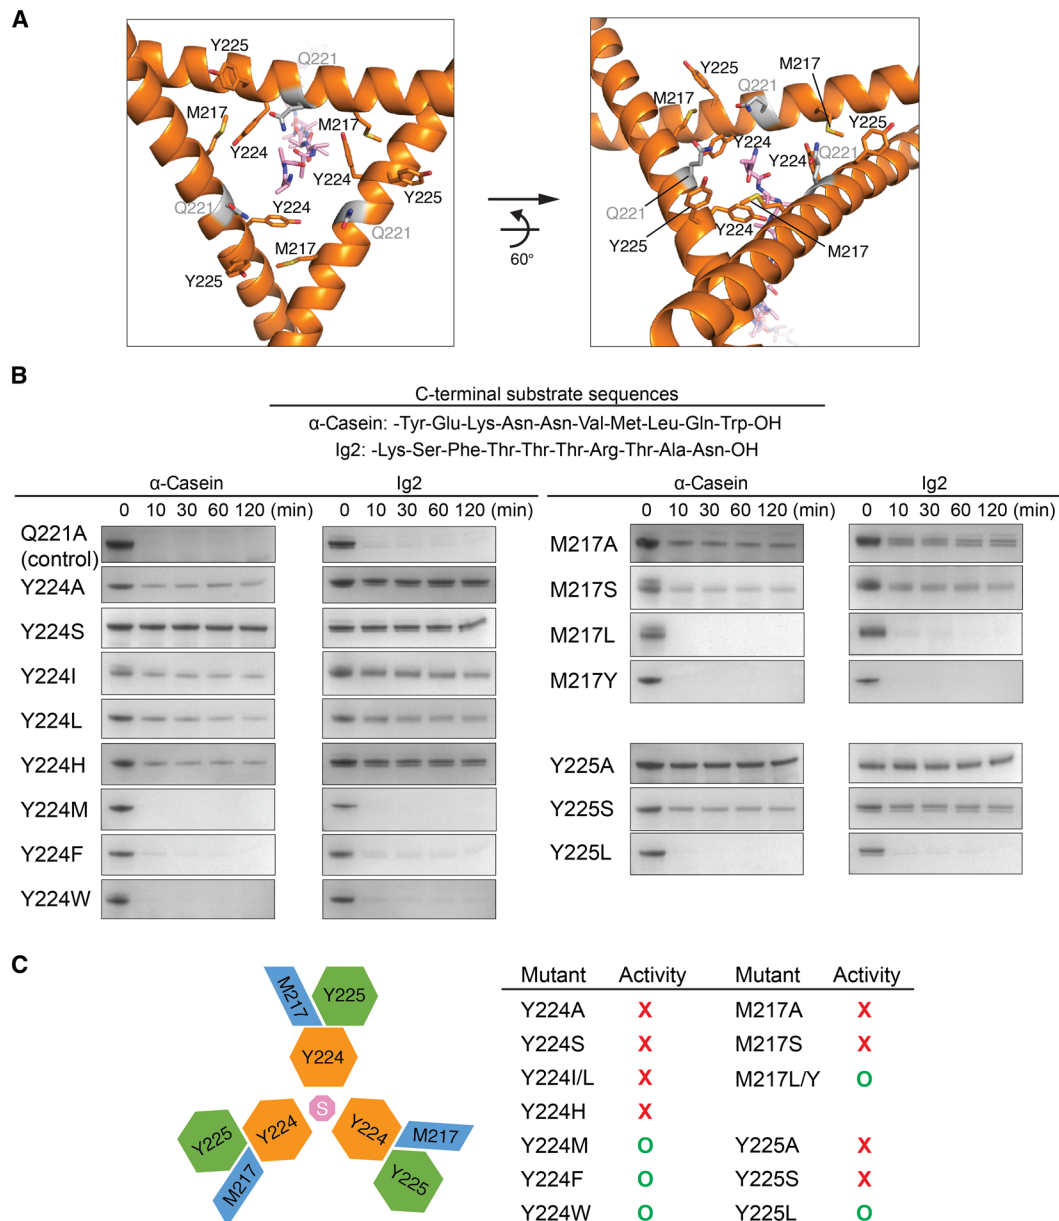 A
Y225
Q221
M217
M217
Y224
Y224
Y225
Q221
Y224
Q221
Y225
M217
60°
Y225
M217
Q221
M217
Y225
Y224
Y224
Q221
Q221
Y225
Y224
M217
B
C-terminal substrate sequences
α-Casein: -Tyr-Glu-Lys-Asn-Asn-Val-Met-Leu-Gln-Trp-OH
Ig2: -Lys-Ser-Phe-Thr-Thr-Thr-Arg-Thr-Ala-Asn-OH
α-Casein Ig2
0 10 30 60 120 (min) 0 10 30 60 120 (min)
Q221A
(control)
Y224A
Y224S
Y224I
Y224L
Y224H
Y224M
Y224F
Y224W
α-Casein Ig2
0 10 30 60 120 (min) 0 10 30 60 120 (min)
M217A
M217S
M217L
M217Y
Y225A
Y225S
Y225L
C
M217
Y225
Y224
S
Y225
Y224
M217
Y224
M217
Y225
Mutant Activity Mutant Activity
Y224A X M217A X
Y224S X M217S X
Y224I/L X M217L/Y O
Y224H X
Y224M O Y225A X
Y224F O Y225S X
Y224W O Y225L O